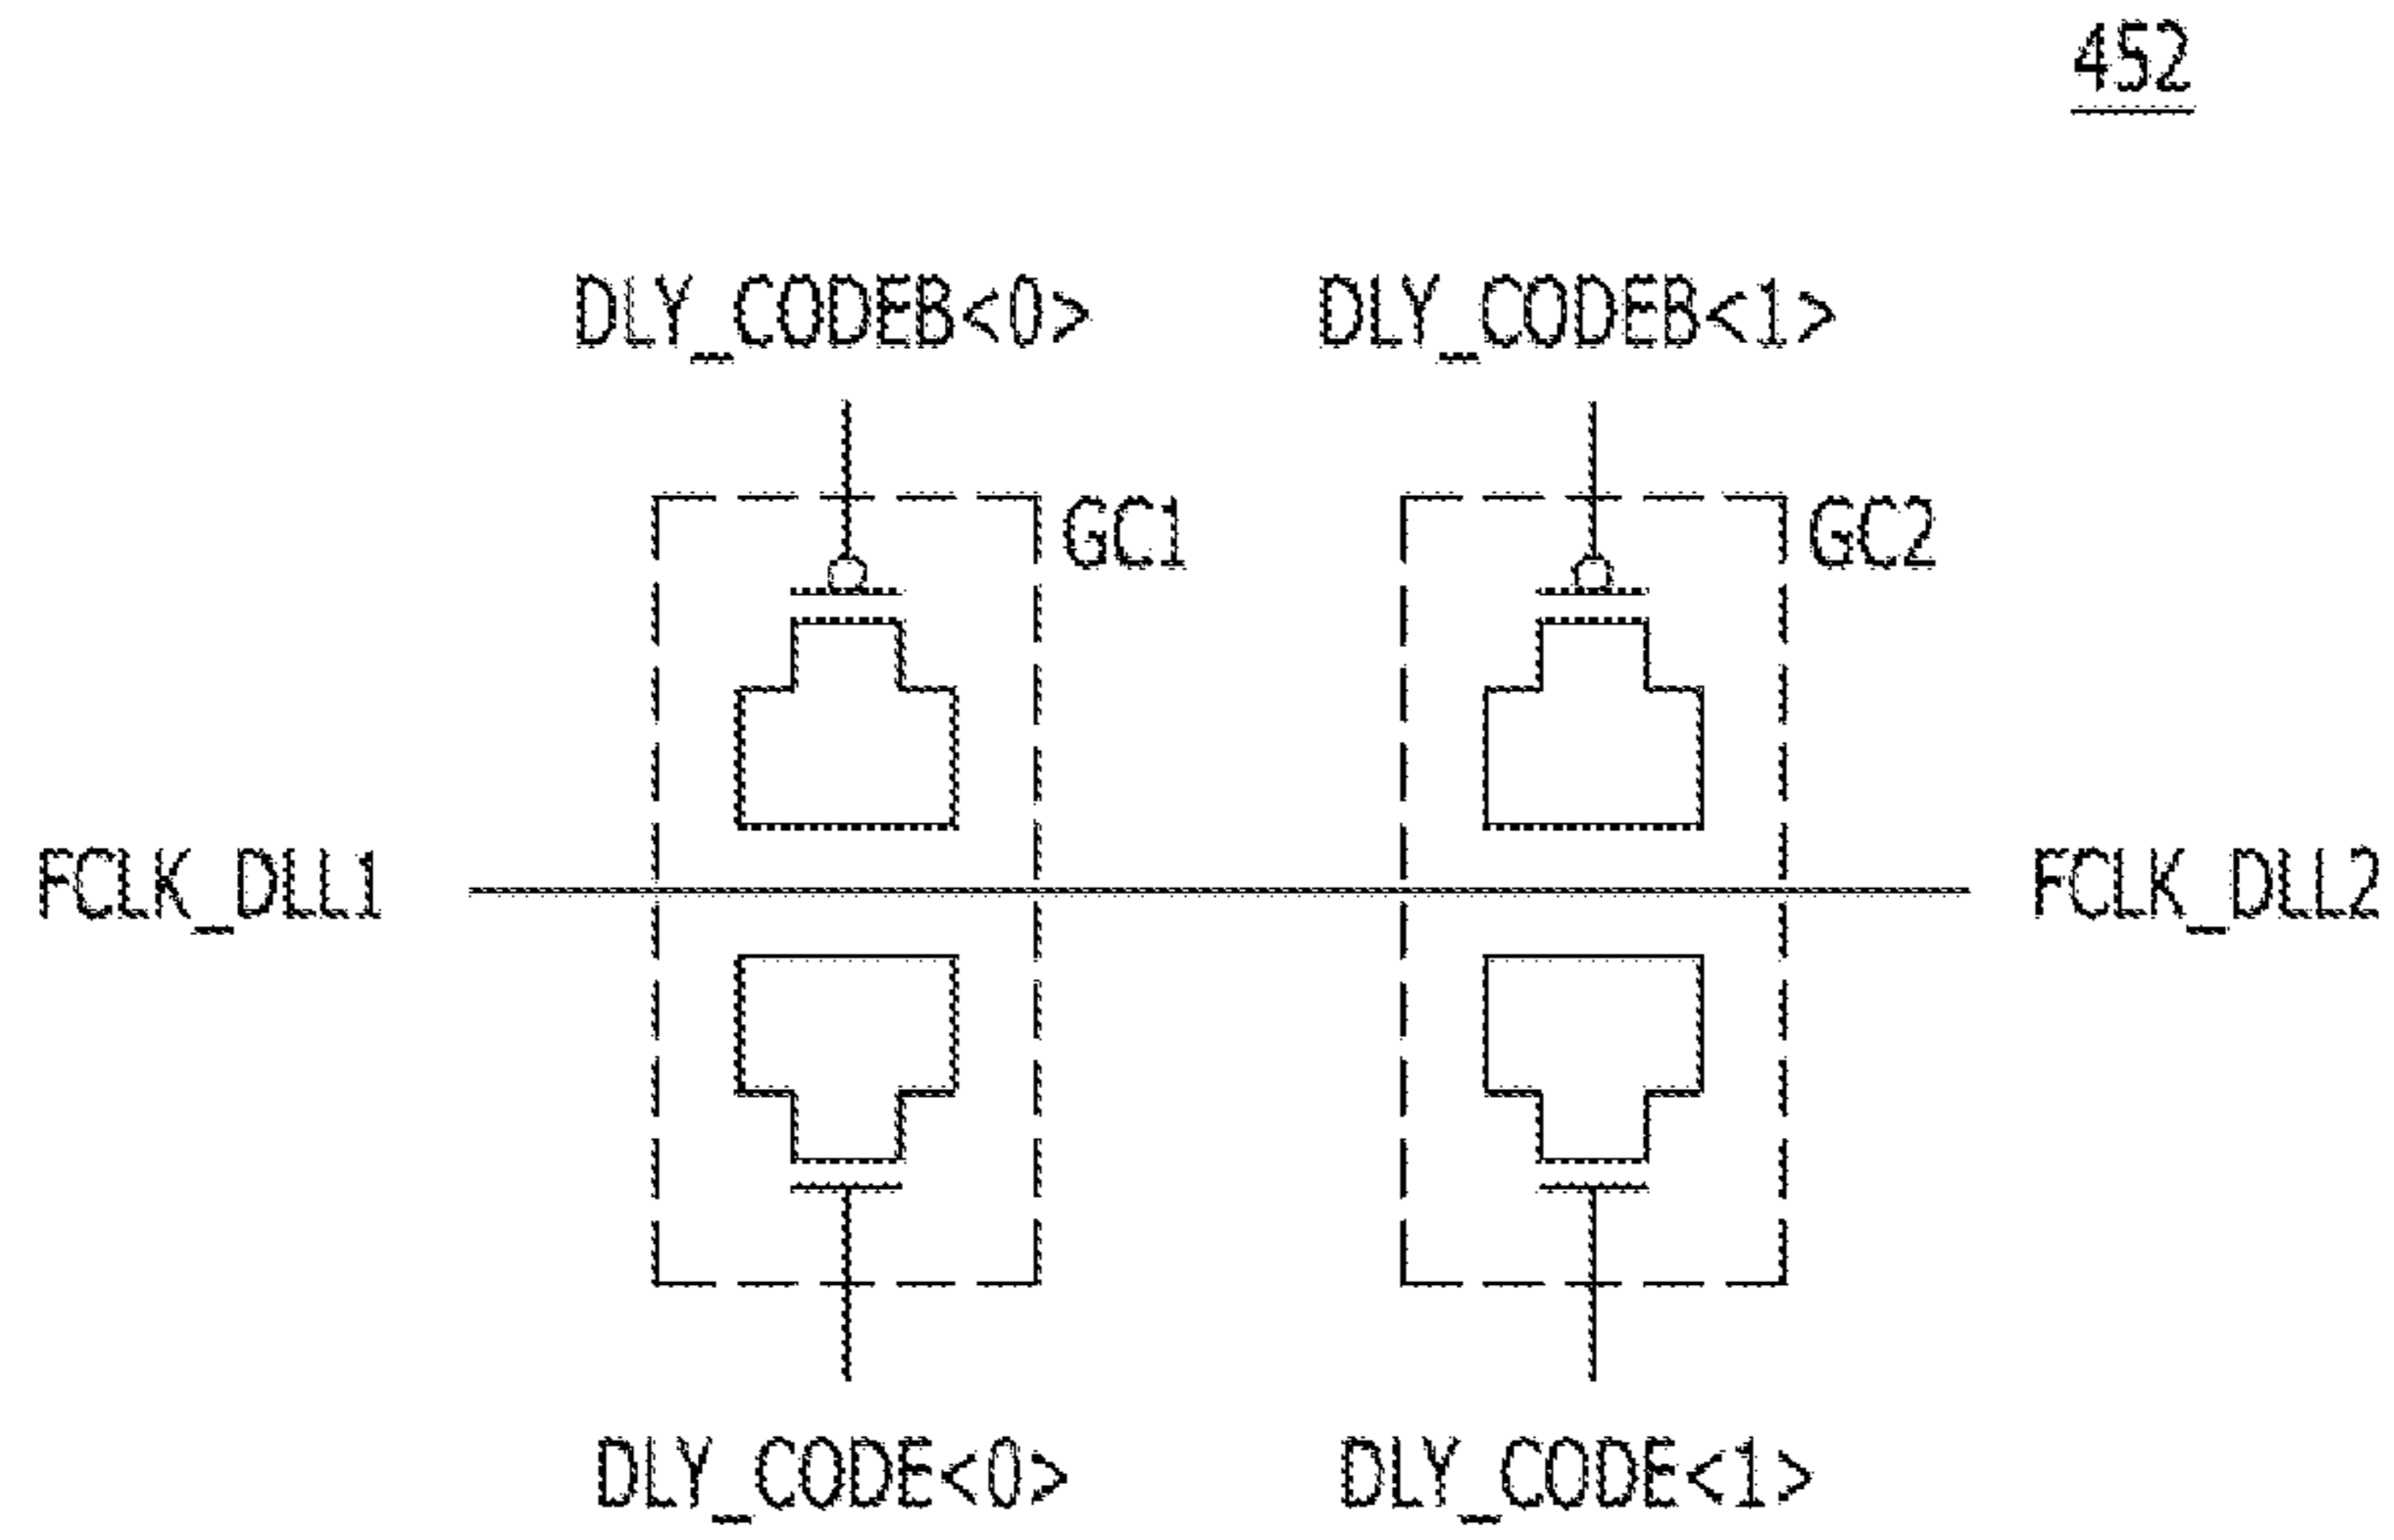 452
DLY_CODEB<0> DLY_CODEB<1>
GC1 GC2
FCLK_DLL1 FCLK_DLL2
DLY_CODE<0> DLY_CODE<1>